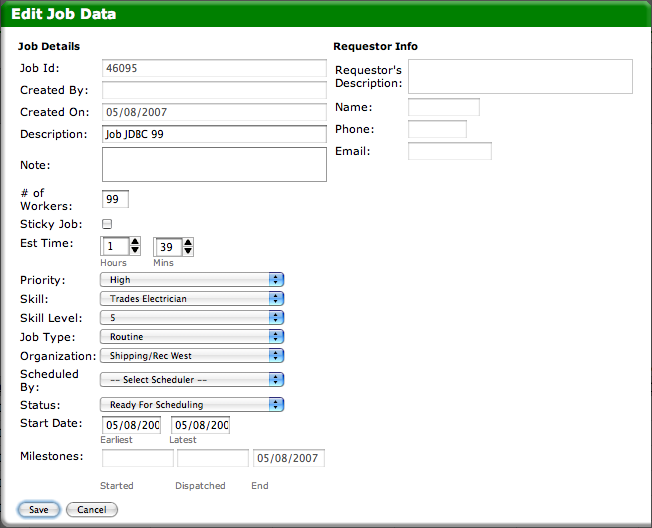 Edit Job Data
Job Details
Job Id: 46095
Created By:
Created On: 05/08/2007
Description: Job JDBC 99
Note:
# of
Workers: 99
Sticky Job:
Est Time: 1 39
Hours Mins
Priority: High
Skill: Trades Electrician
Skill Level: 5
Job Type: Routine
Organization: Shipping/Rec West
Scheduled
By: -- Select Scheduler --
Status: Ready For Scheduling
Start Date: 05/08/200 05/08/200
Earliest Latest
Milestones: 05/08/2007
Started Dispatched End
Save Cancel
Requestor Info
Requestor's
Description:
Name:
Phone:
Email: